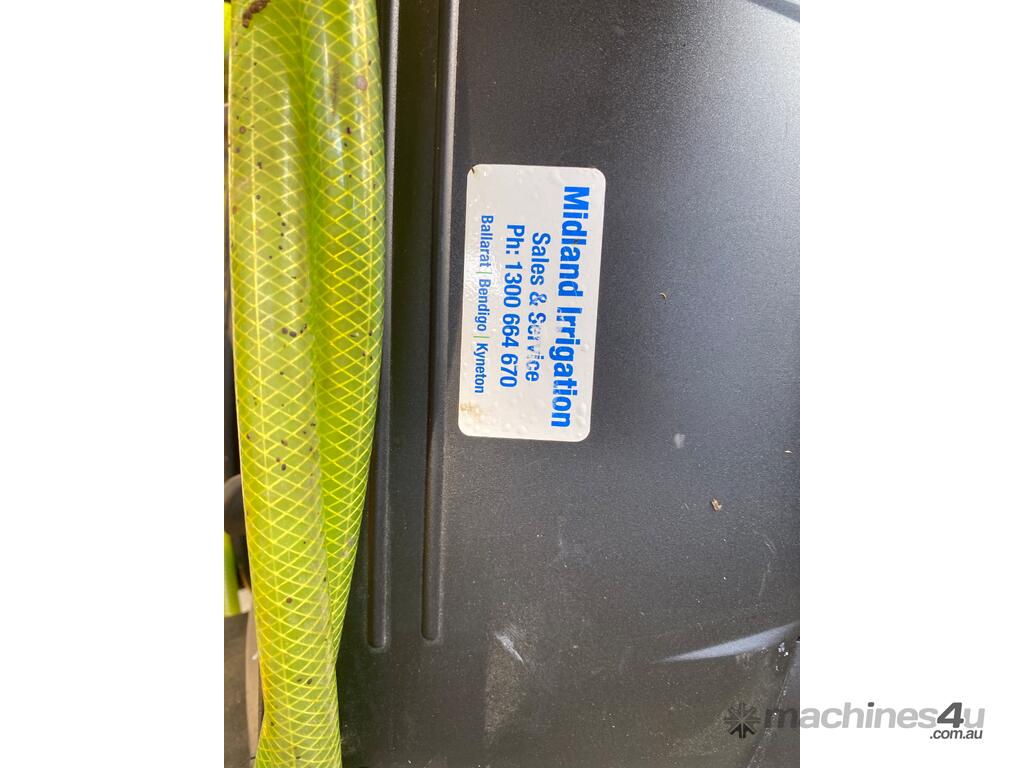 Midland Irrigation
Sales & Service
Ph: 1300 664 670
Ballarat | Bendigo | Kyneton
machines4u
.com.au